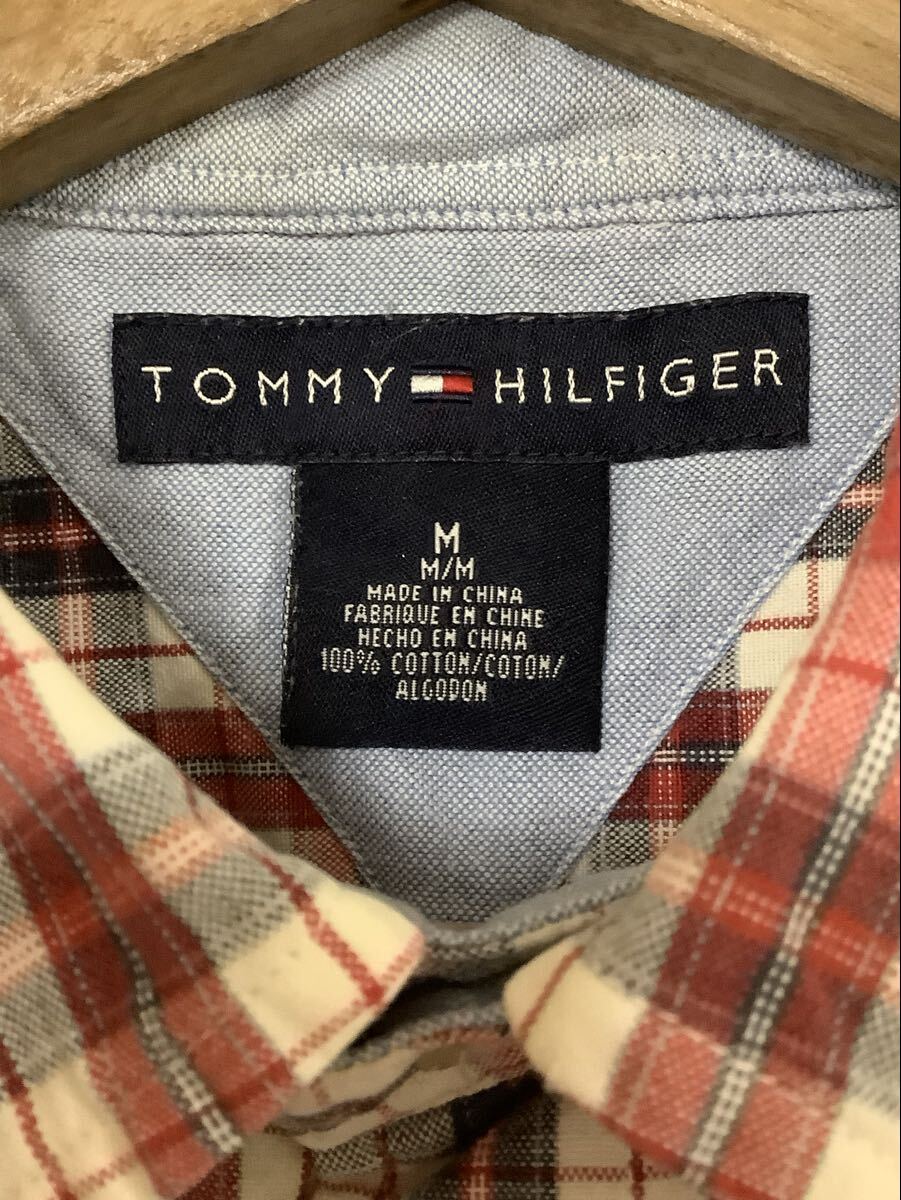 TOMMY HILFIGER
M
M/M
MADE IN CHINA
FABRIQUE EN CHINE
HECHO EN CHINA
100% COTTON/COTON/
ALGODON